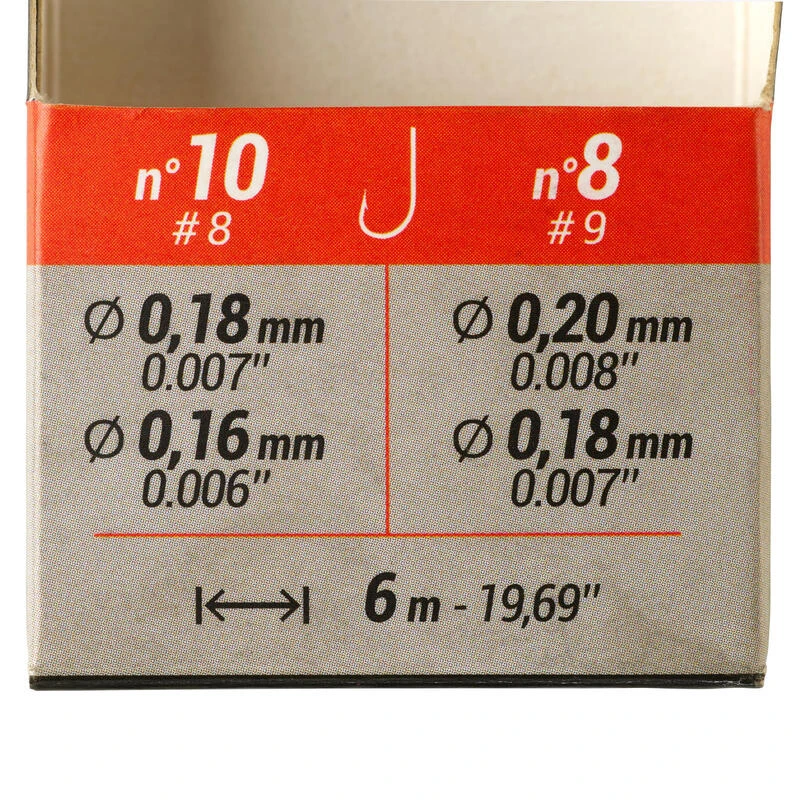 n°10 n°8
# 8 # 9
Ø 0,18 mm Ø 0,20 mm
0.007" 0.008"
Ø 0,16 mm Ø 0,18 mm
0.006" 0.007"
6 m - 19,69"